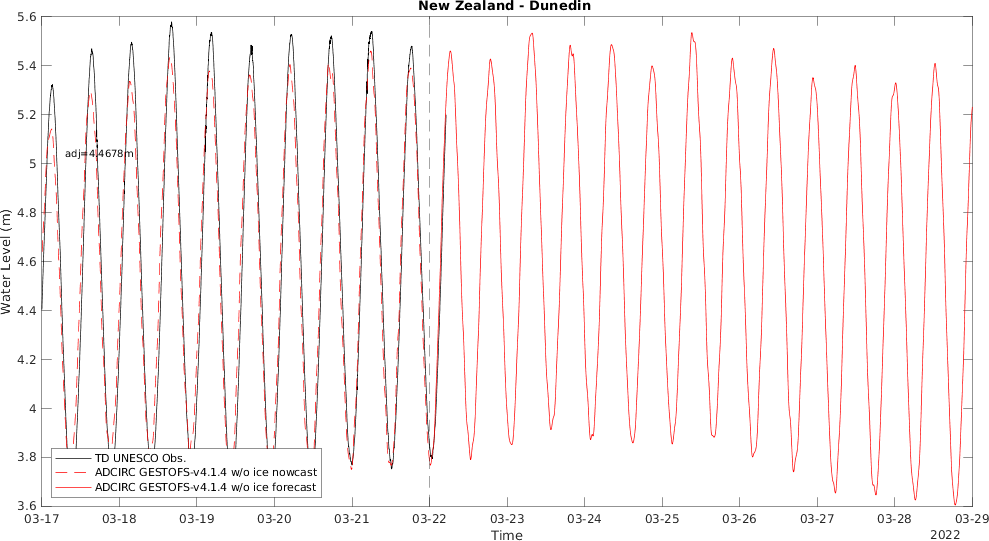 New Zealand - Dunedin
5.6
5.4
5.2
5
4.8
4.6
4.4
4.2
4
3.8
3.6
Water Level (m)
adj=4.4678m
TD UNESCO Obs.
ADCIRC GESTOFS-v4.1.4 w/o ice nowcast
ADCIRC GESTOFS-v4.1.4 w/o ice forecast
03-17 03-18 03-19 03-20 03-21 03-22 03-23 03-24 03-25 03-26 03-27 03-28 03-29
Time
2022